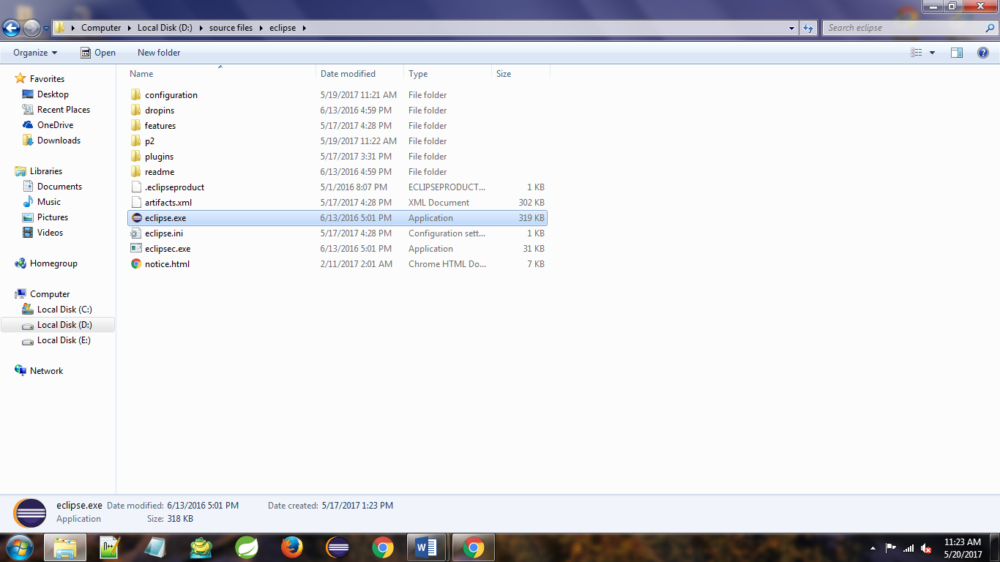 Computer Local Disk (D:) source files eclipse Search eclipse
Organize Open New folder
Name Date modified Type Size
Favorites
Desktop
Recent Places
OneDrive
Downloads
Libraries
Documents
Music
Pictures
Videos
Homegroup
Computer
Local Disk (C:)
Local Disk (D:)
Local Disk (E:)
Network
configuration 5/19/2017 11:21 AM File folder
dropins 6/13/2016 4:59 PM File folder
features 5/17/2017 4:28 PM File folder
p2 5/19/2017 11:22 AM File folder
plugins 5/17/2017 3:31 PM File folder
readme 6/13/2016 4:59 PM File folder
.eclipseproduct 5/1/2016 8:07 PM ECLIPSEPRODUCT... 1 KB
artifacts.xml 5/17/2017 4:28 PM XML Document 302 KB
eclipse.exe 6/13/2016 5:01 PM Application 319 KB
eclipse.ini 5/17/2017 4:28 PM Configuration sett... 1 KB
eclipsec.exe 6/13/2016 5:01 PM Application 31 KB
notice.html 2/11/2017 2:01 AM Chrome HTML Do... 7 KB
eclipse.exe Date modified: 6/13/2016 5:01 PM Date created: 5/17/2017 1:23 PM
Application Size: 318 KB
11:23 AM
5/20/2017